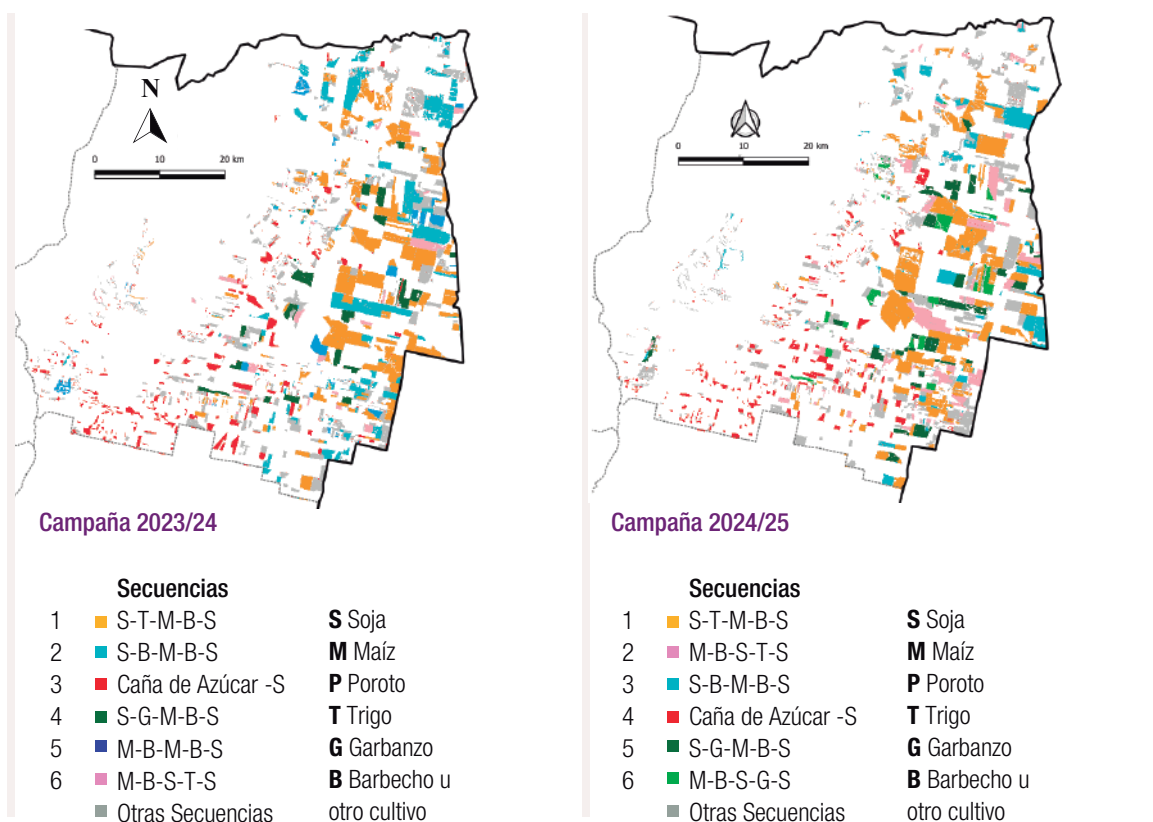 N
0 10 20 km
0 10 20 km
Campaña 2023/24
Secuencias
1 S-T-M-B-S S Soja
2 S-B-M-B-S M Maíz
3 Caña de Azúcar -S P Poroto
4 S-G-M-B-S T Trigo
5 M-B-M-B-S G Garbanzo
6 M-B-S-T-S B Barbecho u
Otras Secuencias otro cultivo
Campaña 2024/25
Secuencias
1 S-T-M-B-S S Soja
2 M-B-S-T-S M Maíz
3 S-B-M-B-S P Poroto
4 Caña de Azúcar -S T Trigo
5 S-G-M-B-S G Garbanzo
6 M-B-S-G-S B Barbecho u
Otras Secuencias otro cultivo